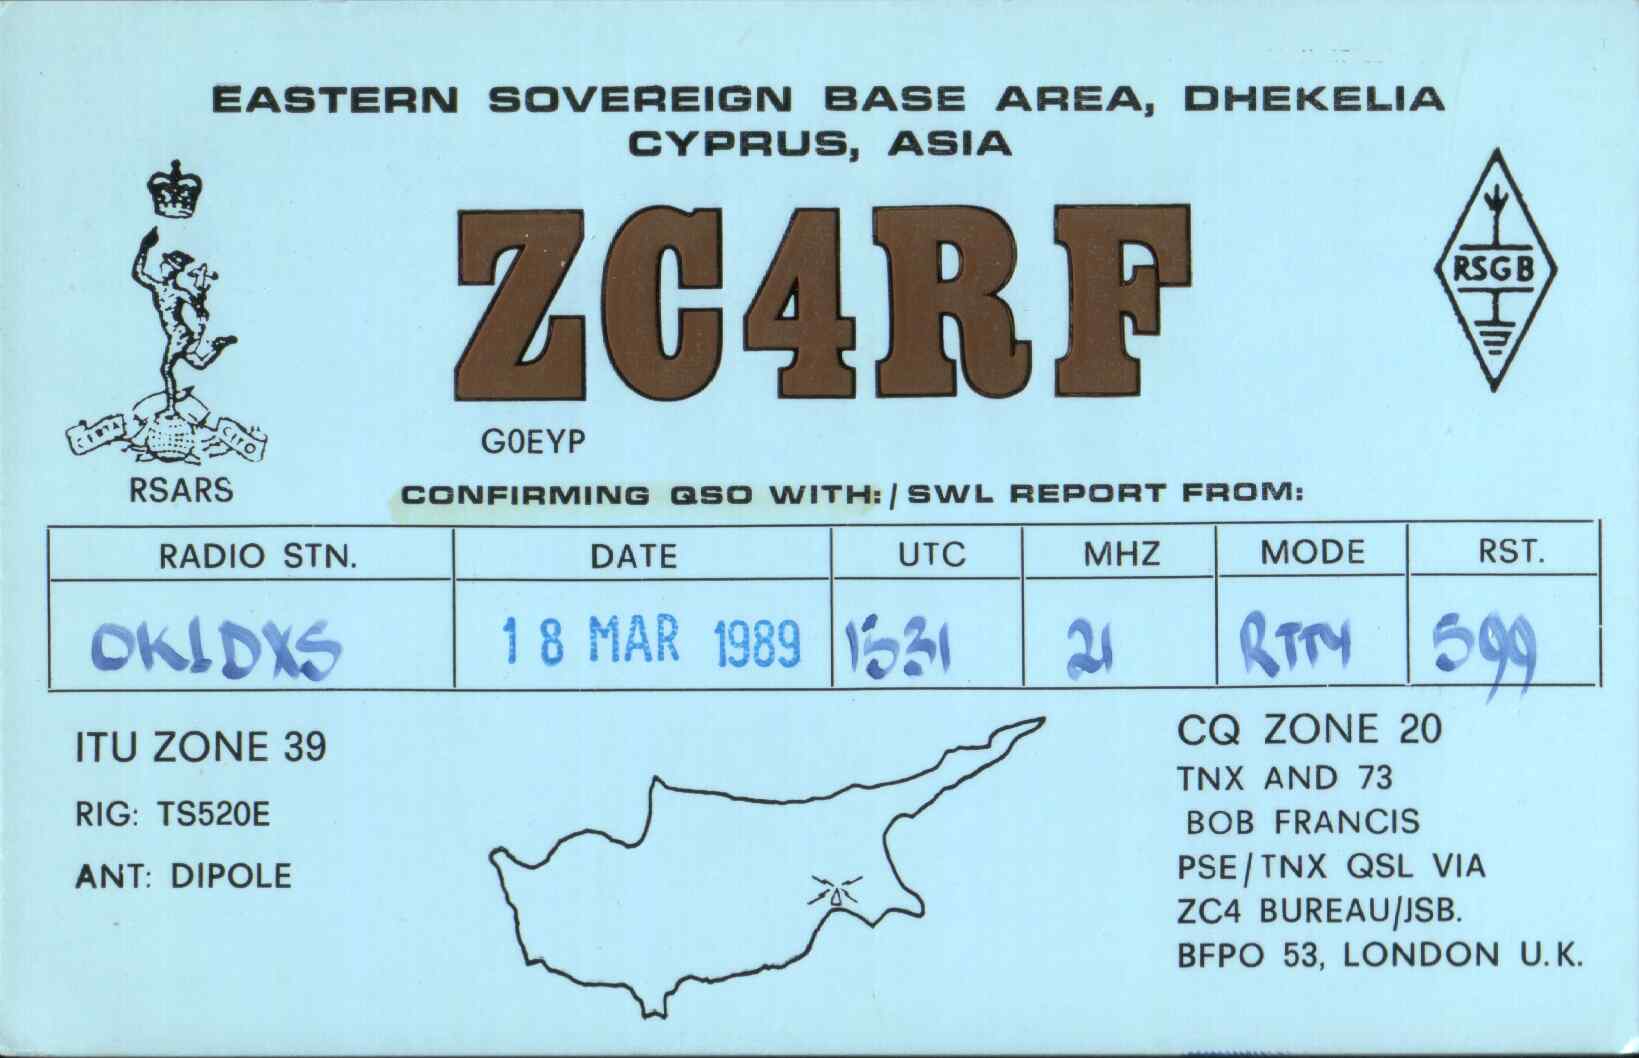 EASTERN SOVEREIGN BASE AREA, DHEKELIA
CYPRUS, ASIA
ZC4RF
RSGB
G0EYP
CERTA CITO
RSARS
CONFIRMING QSO WITH:/SWL REPORT FROM:
RADIO STN. DATE UTC MHZ MODE RST.
OK1DXS 18 MAR 1989 1531 21 RTTY 599
ITU ZONE 39
RIG: TS520E
ANT: DIPOLE
CQ ZONE 20
TNX AND 73
BOB FRANCIS
PSE/TNX QSL VIA
ZC4 BUREAU/JSB.
BFPO 53, LONDON U.K.